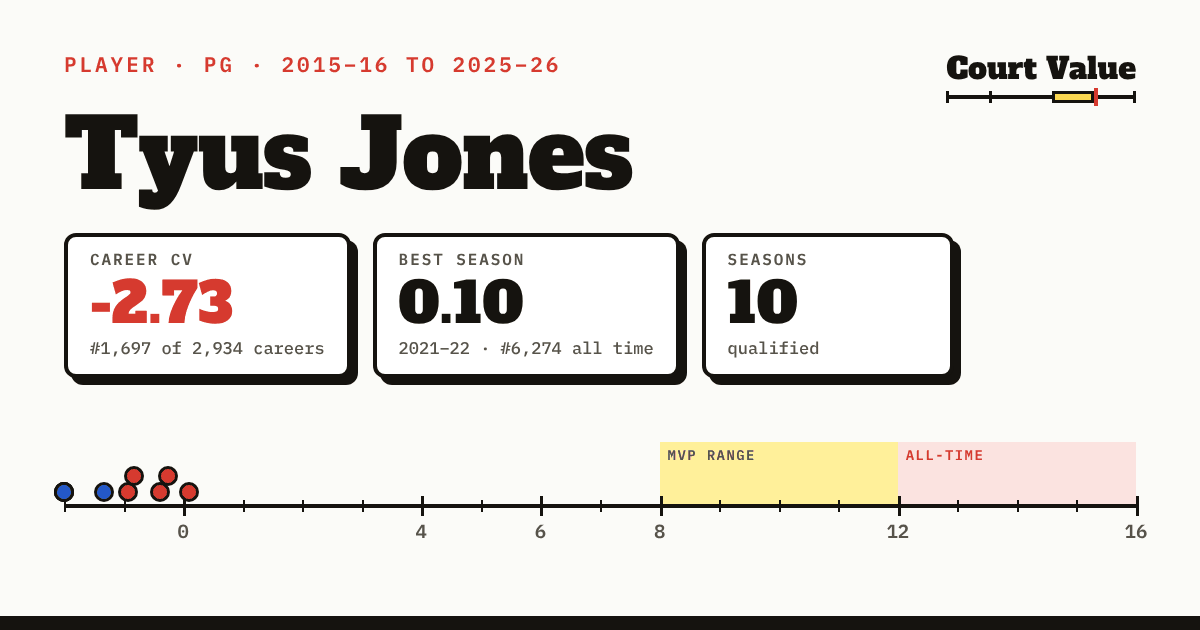 PLAYER · PG · 2015–16 TO 2025–26
Court Value
Tyus Jones
CAREER CV
-2.73
#1,697 of 2,934 careers
BEST SEASON
0.10
2021–22 · #6,274 all time
SEASONS
10
qualified
MVP RANGE
ALL-TIME
0
4
6
8
12
16